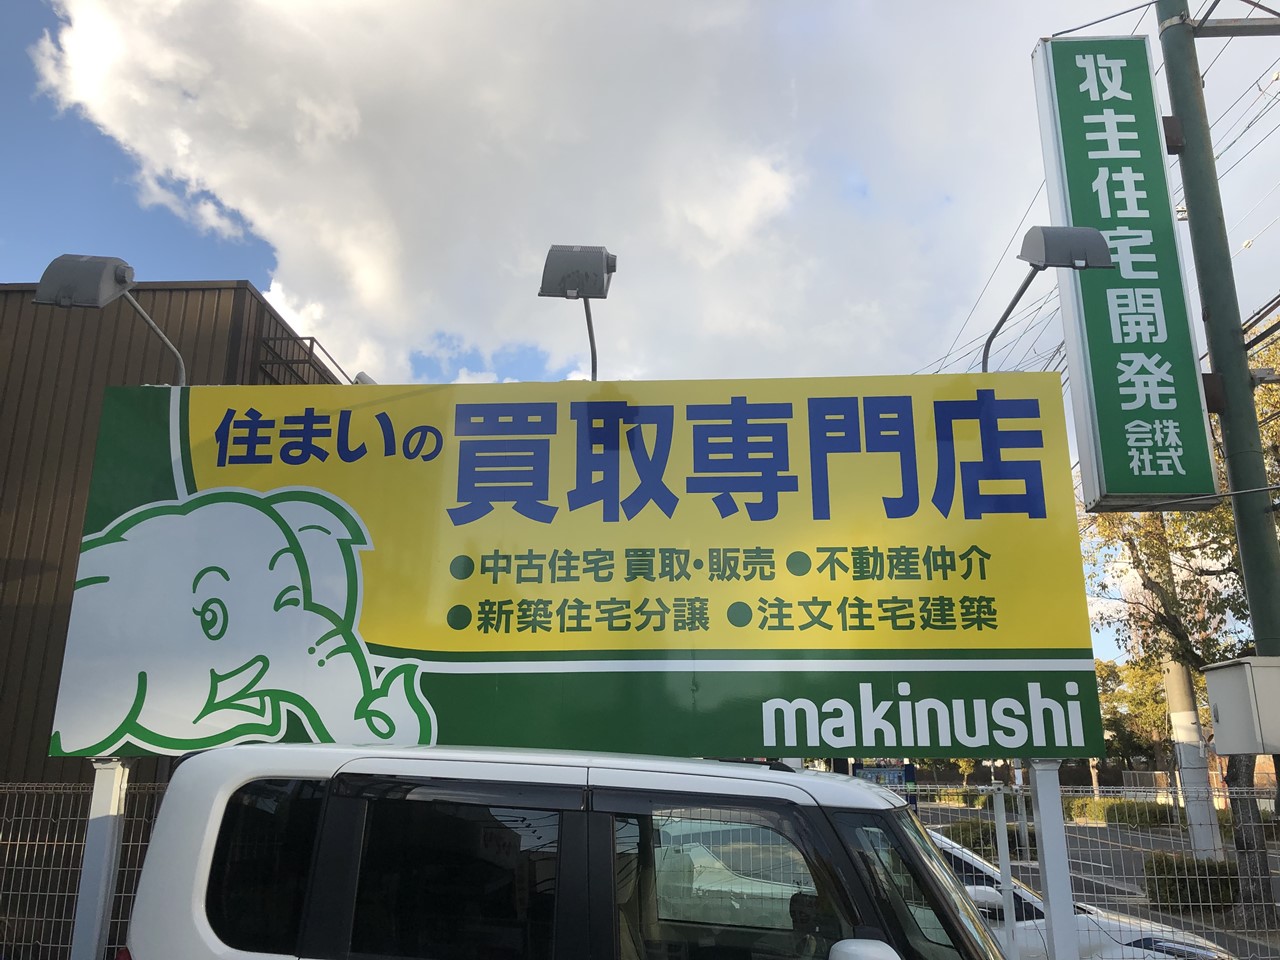 住まいの買取専門店
●中古住宅 買取・販売 ●不動産仲介
●新築住宅分譲 ●注文住宅建築
makinushi
牧主住宅開発
株式会社